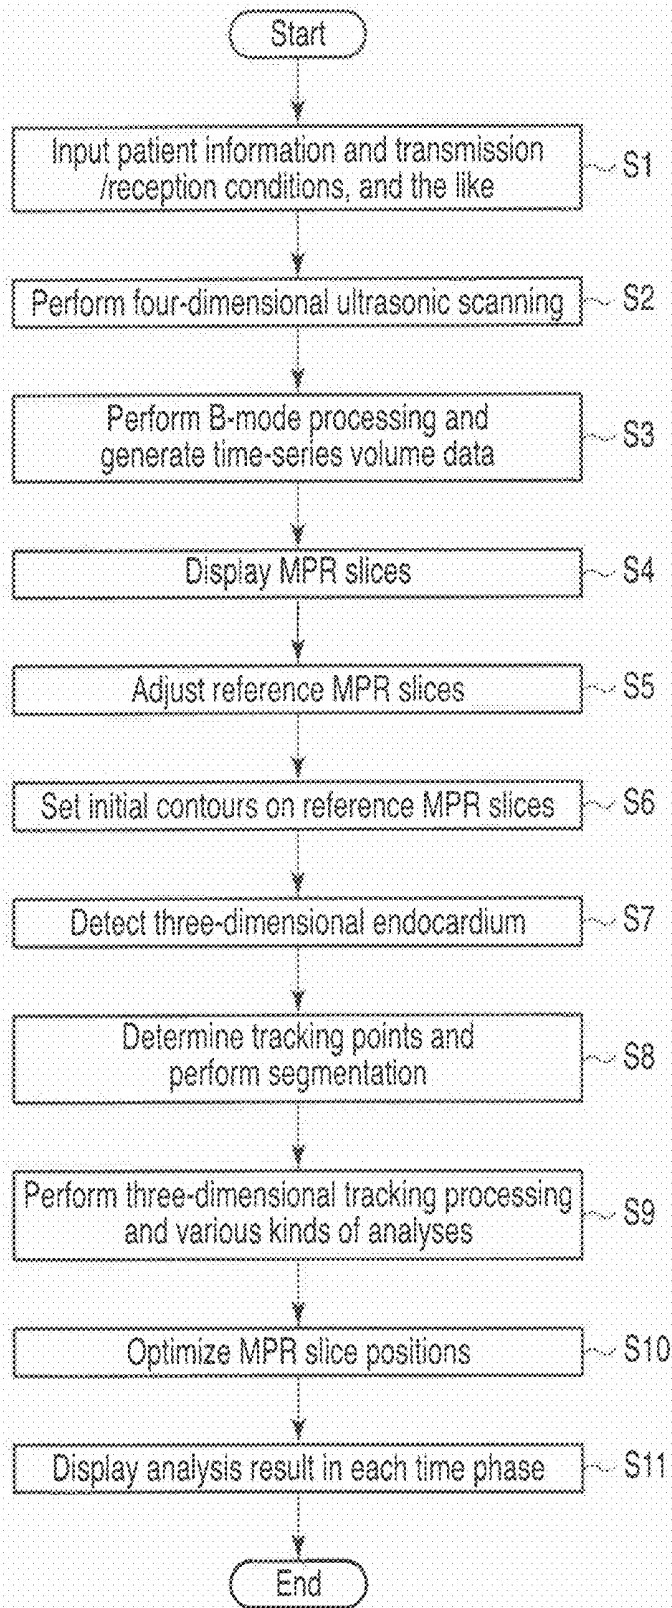 Start
Input patient information and transmission
/reception conditions, and the like
S1
Perform four-dimensional ultrasonic scanning
S2
Perform B-mode processing and
generate time-series volume data
S3
Display MPR slices
S4
Adjust reference MPR slices
S5
Set initial contours on reference MPR slices
S6
Detect three-dimensional endocardium
S7
Determine tracking points and
perform segmentation
S8
Perform three-dimensional tracking processing
and various kinds of analyses
S9
Optimize MPR slice positions
S10
Display analysis result in each time phase
S11
End